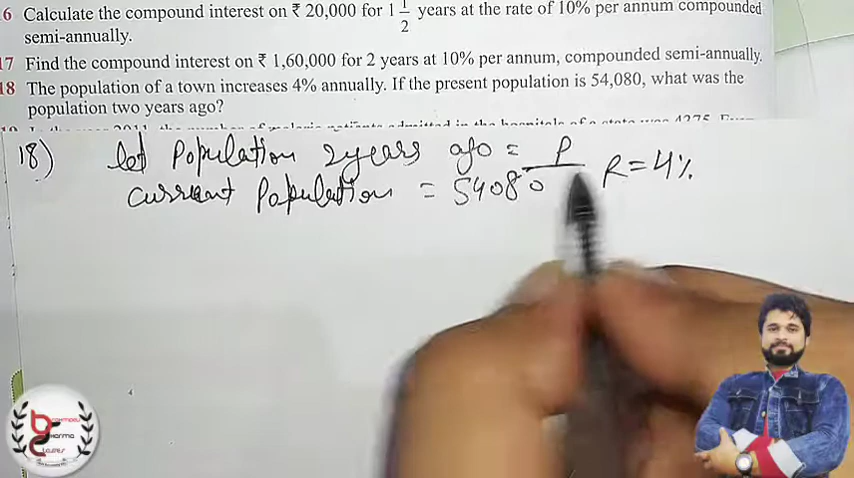 6 Calculate the compound interest on ₹ 20,000 for 1 1/2 years at the rate of 10% per annum compounded
semi-annually.
17 Find the compound interest on ₹ 1,60,000 for 2 years at 10% per annum, compounded semi-annually.
18 The population of a town increases 4% annually. If the present population is 54,080, what was the
population two years ago?
18) let Population 2years ago = P
current Population = 54080 R = 4%